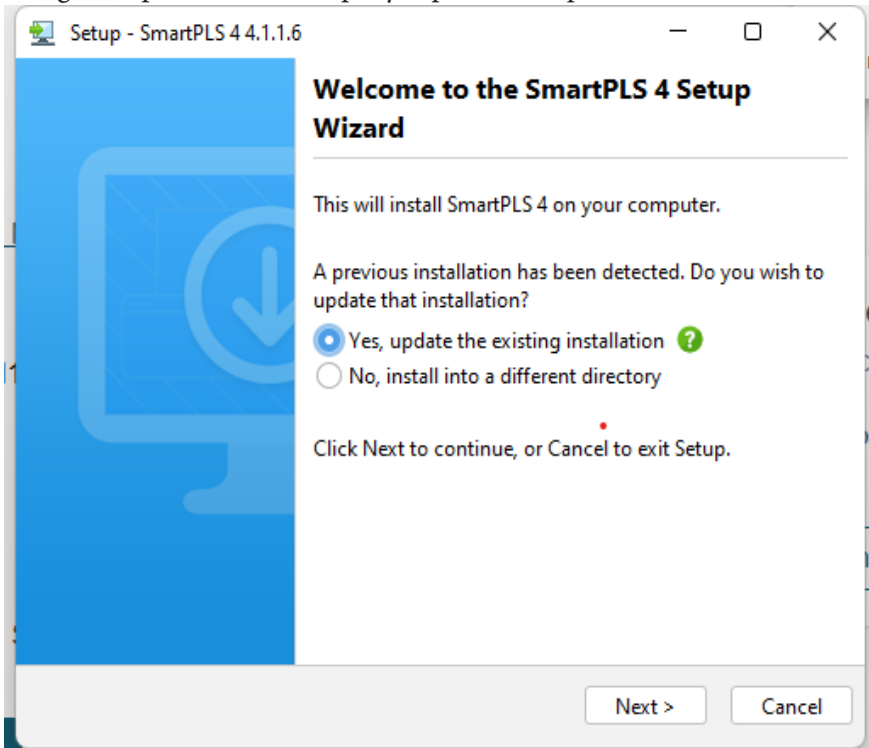 Setup - SmartPLS 4 4.1.1.6
Welcome to the SmartPLS 4 Setup
Wizard
This will install SmartPLS 4 on your computer.
A previous installation has been detected. Do you wish to
update that installation?
Yes, update the existing installation
No, install into a different directory
Click Next to continue, or Cancel to exit Setup.
Next >
Cancel